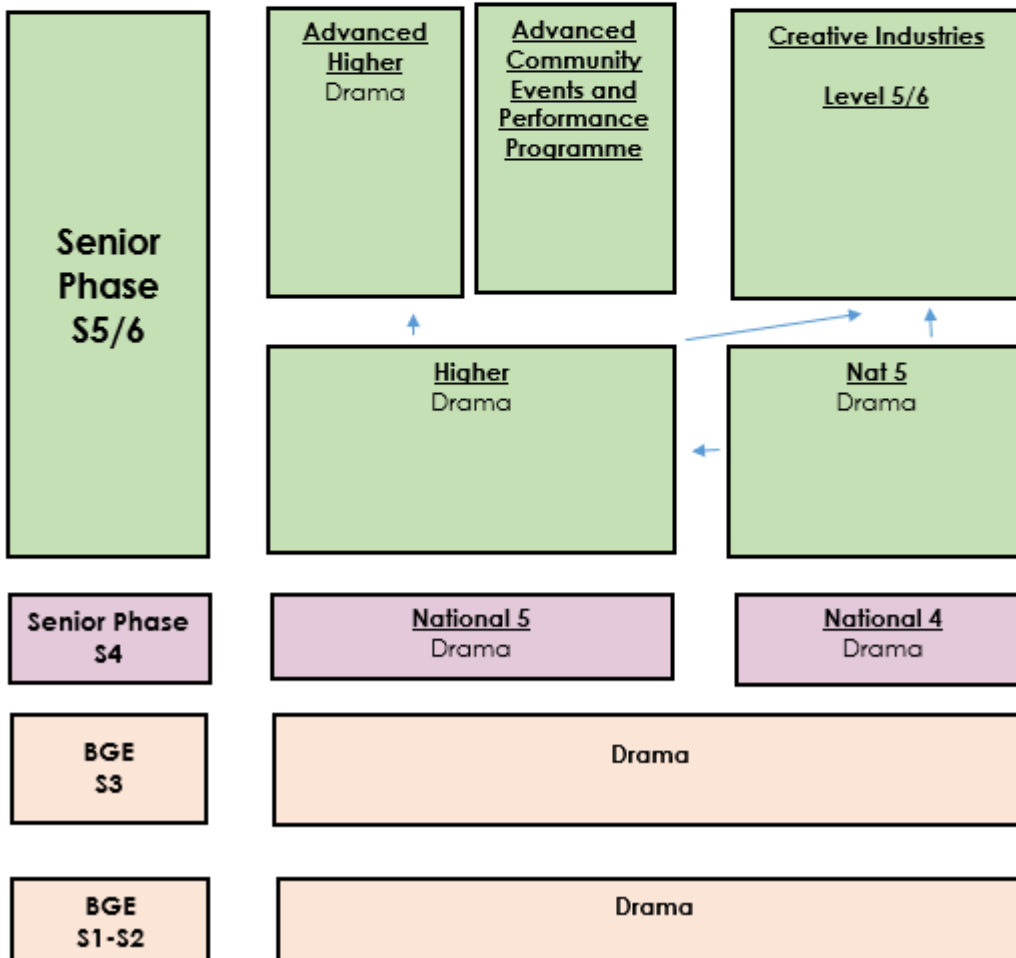 Senior
Phase
S5/6
Advanced
Higher
Drama
Advanced
Community
Events and
Performance
Programme
Creative Industries
Level 5/6
Higher
Drama
Nat 5
Drama
Senior Phase
S4
National 5
Drama
National 4
Drama
BGE
S3
Drama
BGE
S1-S2
Drama